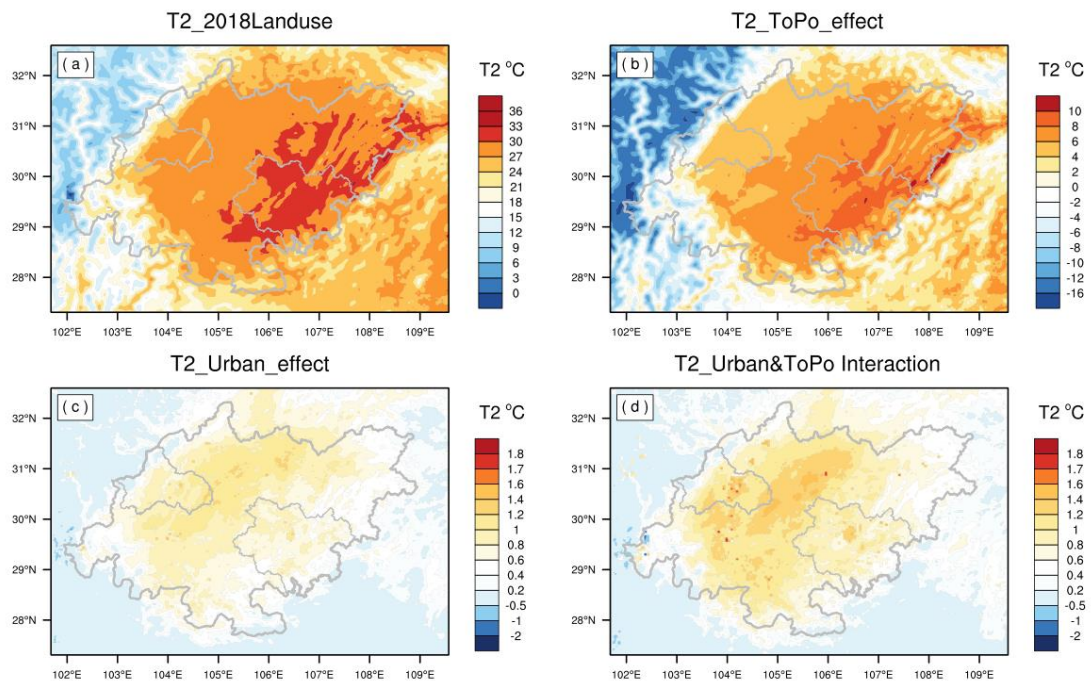 T2_2018Landuse
( a )
32°N
31°N
30°N
29°N
28°N
102°E 103°E 104°E 105°E 106°E 107°E 108°E 109°E
T2 °C
36
33
30
27
24
21
18
15
12
9
6
3
0
T2_ToPo_effect
( b )
32°N
31°N
30°N
29°N
28°N
102°E 103°E 104°E 105°E 106°E 107°E 108°E 109°E
T2 °C
10
8
6
4
2
0
-2
-4
-6
-8
-10
-12
-16
T2_Urban_effect
( c )
32°N
31°N
30°N
29°N
28°N
102°E 103°E 104°E 105°E 106°E 107°E 108°E 109°E
T2 °C
1.8
1.7
1.6
1.4
1.2
1
0.8
0.6
0.4
0.2
-0.5
-1
-2
T2_Urban&ToPo Interaction
( d )
32°N
31°N
30°N
29°N
28°N
102°E 103°E 104°E 105°E 106°E 107°E 108°E 109°E
T2 °C
1.8
1.7
1.6
1.4
1.2
1
0.8
0.6
0.4
0.2
-0.5
-1
-2